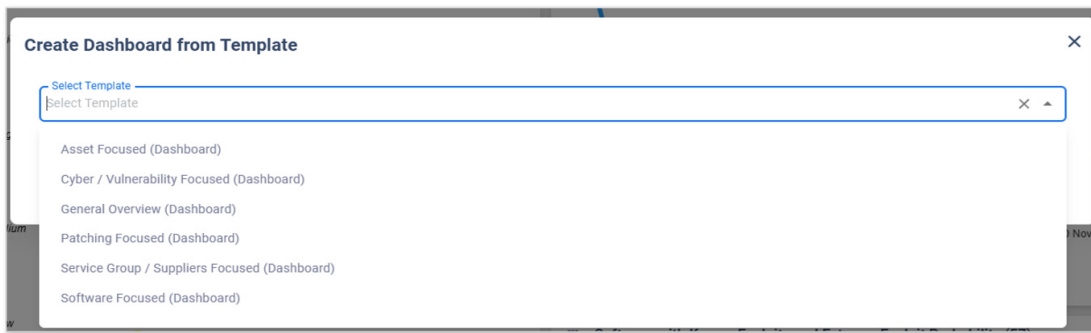 Create Dashboard from Template
Select Template
Select Template
Asset Focused (Dashboard)
Cyber / Vulnerability Focused (Dashboard)
General Overview (Dashboard)
Patching Focused (Dashboard)
Service Group / Suppliers Focused (Dashboard)
Software Focused (Dashboard)
Nov